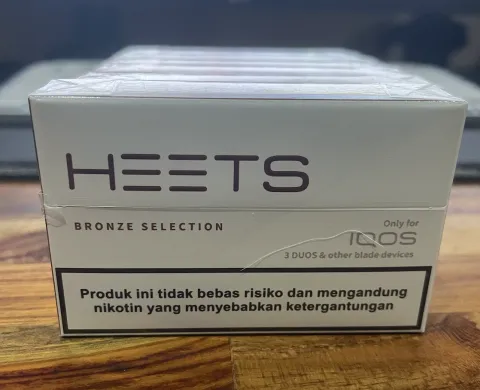 HEETS
BRONZE SELECTION
Only for
IQOS
3 DUOS & other blade devices
Produk ini tidak bebas risiko dan mengandung
nikotin yang menyebabkan ketergantungan